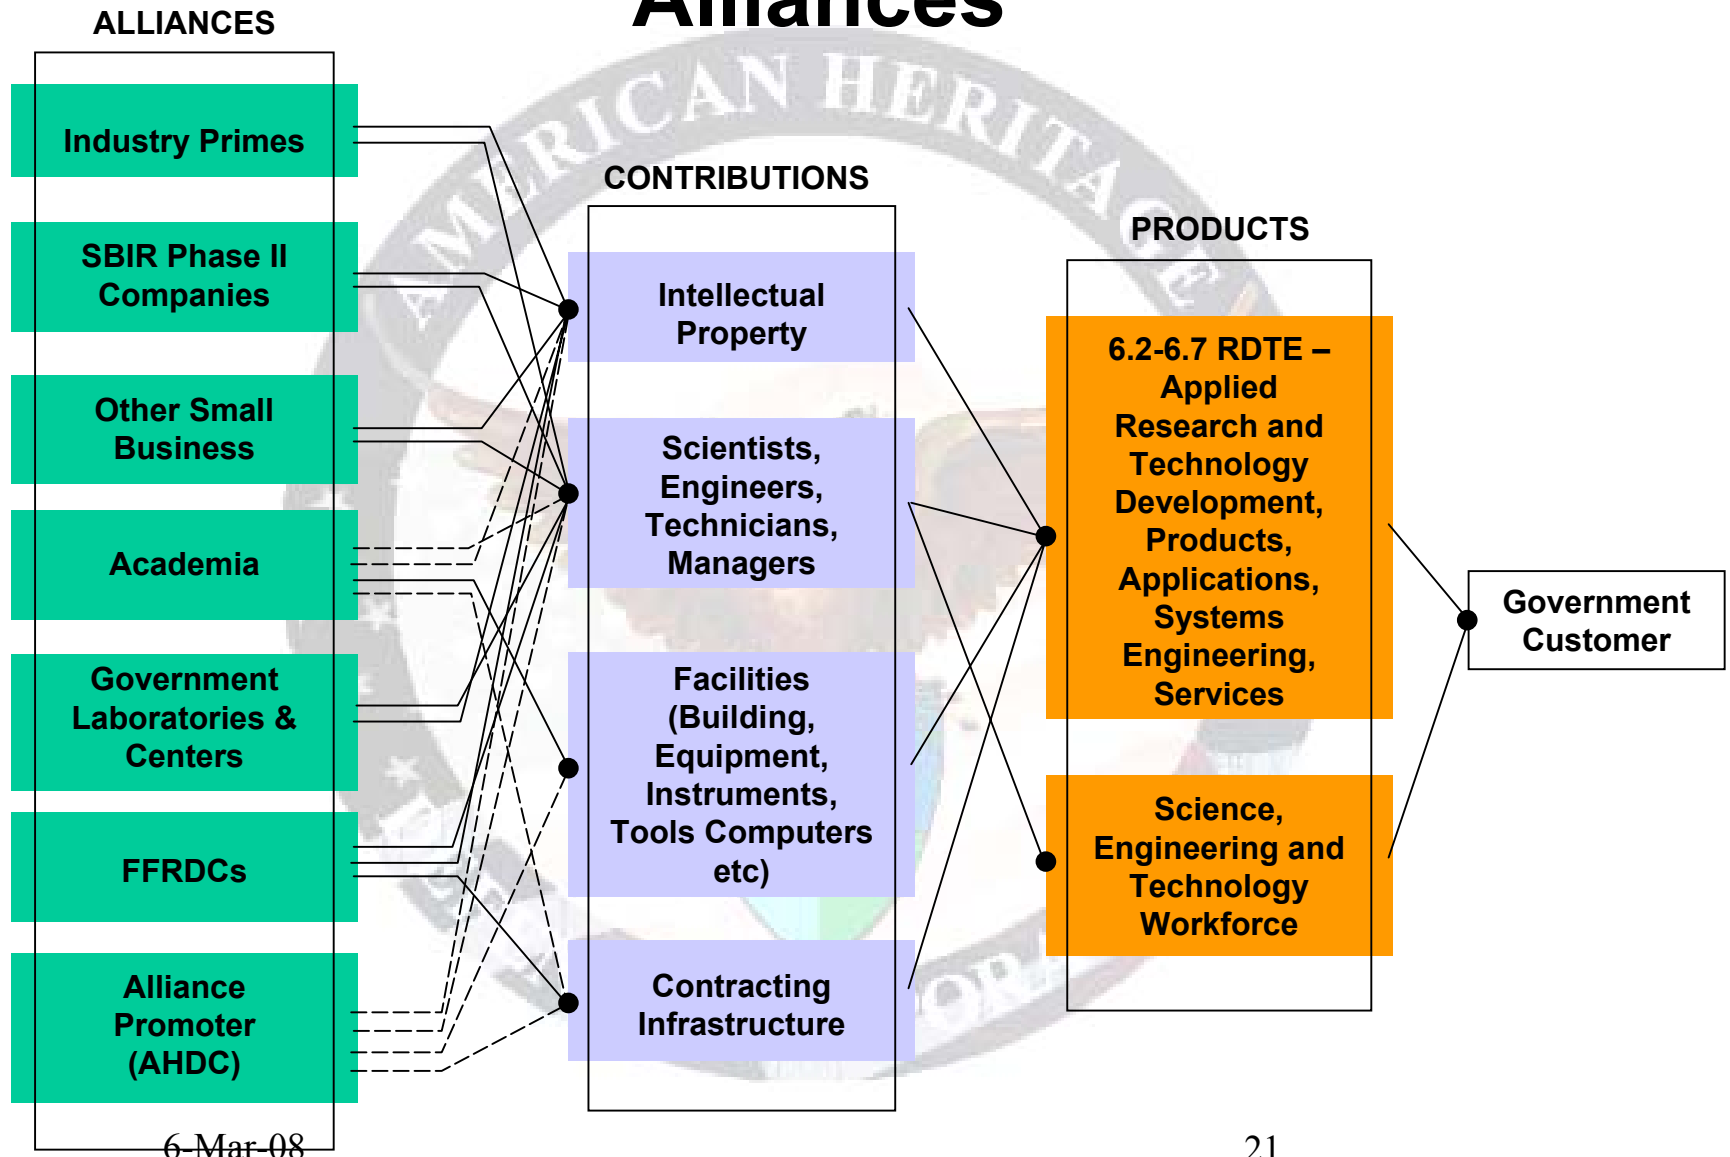 Alliances
ALLIANCES
Industry Primes
SBIR Phase II
Companies
Other Small
Business
Academia
Government
Laboratories &
Centers
FFRDCs
Alliance
Promoter
(AHDC)
CONTRIBUTIONS
Intellectual
Property
Scientists,
Engineers,
Technicians,
Managers
Facilities
(Building,
Equipment,
Instruments,
Tools Computers
etc)
Contracting
Infrastructure
PRODUCTS
6.2-6.7 RDTE –
Applied
Research and
Technology
Development,
Products,
Applications,
Systems
Engineering,
Services
Science,
Engineering and
Technology
Workforce
Government
Customer
AMERICAN HERITAGE
6-Mar-08
21